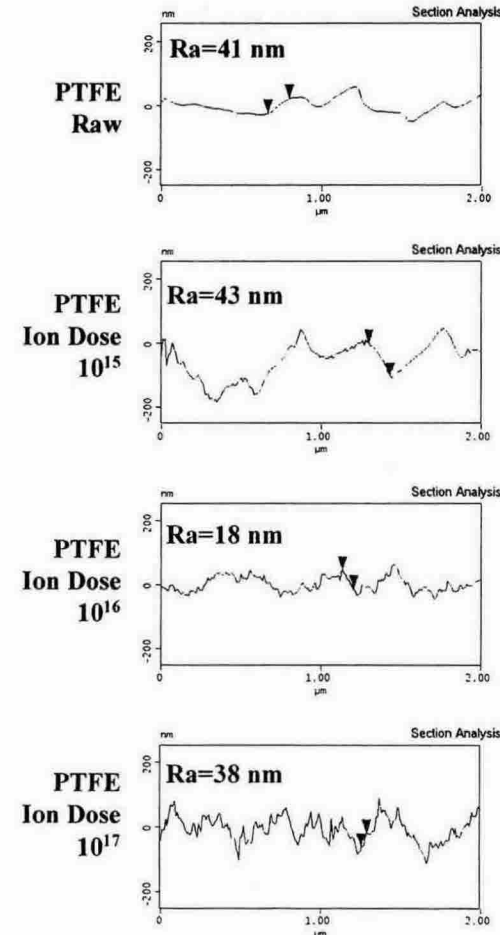 nm
Section Analysis
200
Ra=41 nm
PTFE
Raw
0
-200
0
1.00
2.00
µm
nm
Section Analysis
200
Ra=43 nm
PTFE
Ion Dose
10¹⁵
0
-200
0
1.00
2.00
µm
nm
Section Analysis
200
Ra=18 nm
PTFE
Ion Dose
10¹⁶
0
-200
0
1.00
2.00
µm
nm
Section Analysis
200
Ra=38 nm
PTFE
Ion Dose
10¹⁷
0
-200
0
1.00
2.00
µm